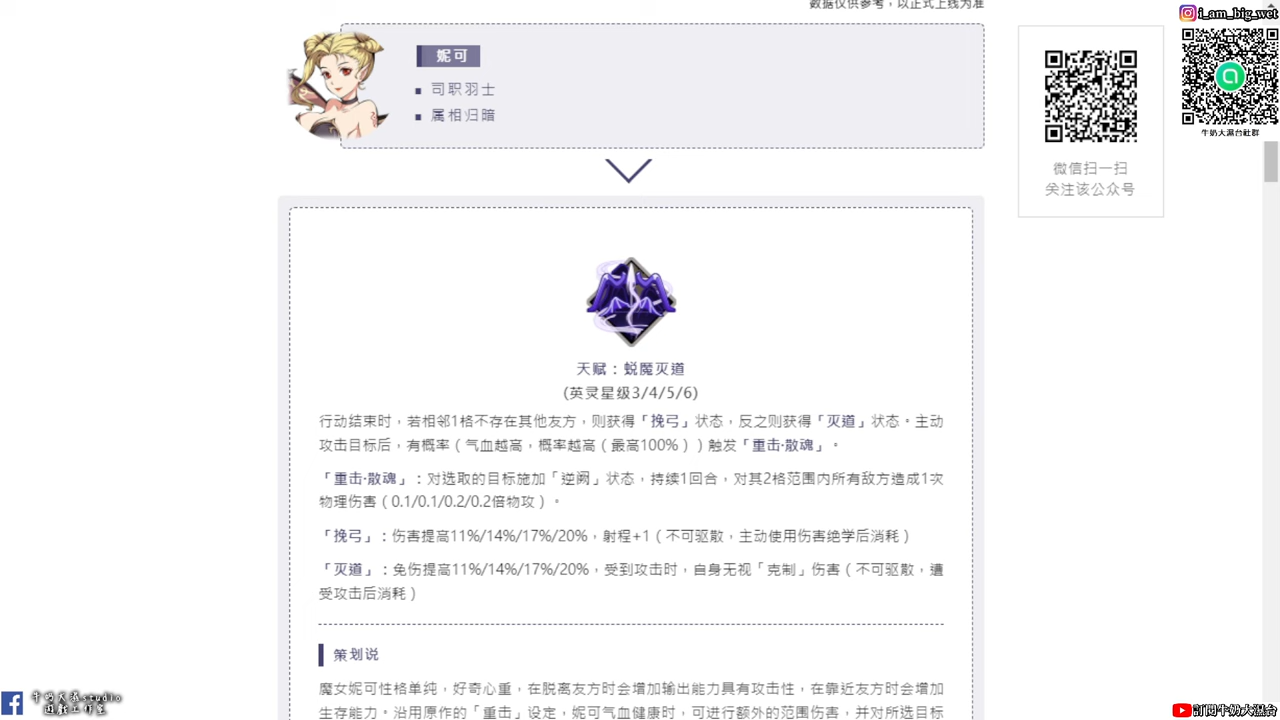 数据仅供参考，以正式上线为准
i_am_big_wet
妮可
司职羽士
属相归暗
牛奶大濕台社群
微信扫一扫
关注该公众号
天赋：蜕魔灭道
(英灵星级3/4/5/6)
行动结束时，若相邻1格不存在其他友方，则获得「挽弓」状态，反之则获得「灭道」状态。主动
攻击目标后，有概率（气血越高，概率越高（最高100%））触发「重击·散魂」。
「重击·散魂」：对选取的目标施加「逆阙」状态，持续1回合，对其2格范围内所有敌方造成1次
物理伤害（0.1/0.1/0.2/0.2倍物攻）。
「挽弓」：伤害提高11%/14%/17%/20%，射程+1（不可驱散，主动使用伤害绝学后消耗）
「灭道」：免伤提高11%/14%/17%/20%，受到攻击时，自身无视「克制」伤害（不可驱散，遭
受攻击后消耗）
策划说
魔女妮可性格单纯，好奇心重，在脱离友方时会增加输出能力具有攻击性，在靠近友方时会增加
生存能力。沿用原作的「重击」设定，妮可气血健康时，可进行额外的范围伤害，并对所选目标
遊戲工作室
訂閱牛奶大濕台